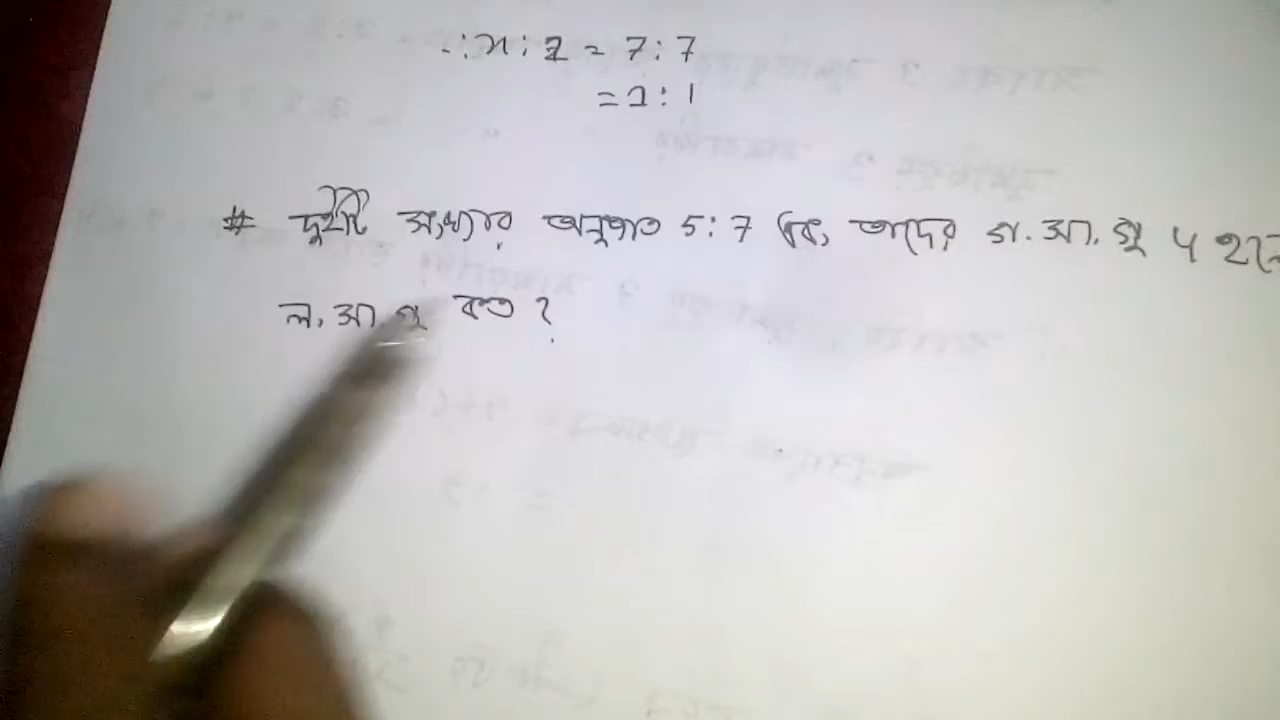 ∴ x : z = 7 : 7
= 1 : 1
# দুইটি সংখ্যার অনুপাত 5 : 7 এবং তাদের গ.সা.গু 4 হলে
ল.সা.গু কত ?